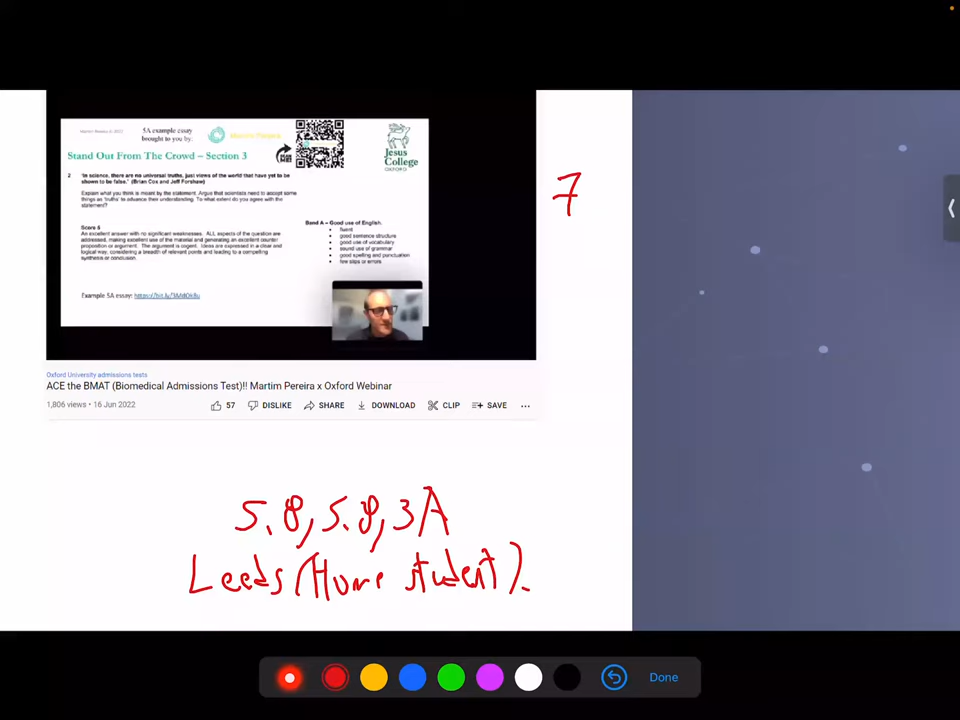 5A example essay
brought to you by:
Stand Out From The Crowd – Section 3
Jesus
College
OXFORD
2 'In science, there are no universal truths, just views of the world that have yet to be
shown to be false.' (Brian Cox and Jeff Forshaw)
Explain what you think is meant by the statement. Argue that scientists need to accept some
things as 'truths' to advance their understanding. To what extent do you agree with the
statement?
Score 5
An excellent answer with no significant weaknesses. ALL aspects of the question are
addressed, making excellent use of the material and generating an excellent counter
proposition or argument. The argument is cogent. Ideas are expressed in a clear and
logical way, considering a breadth of relevant points and leading to a compelling
synthesis or conclusion.
Band A – Good use of English.
• fluent
• good sentence structure
• good use of vocabulary
• sound use of grammar
• good spelling and punctuation
• few slips or errors
Example 5A essay:
7
Oxford University admissions tests
ACE the BMAT (Biomedical Admissions Test)!! Martim Pereira x Oxford Webinar
1,806 views • 16 Jun 2022
57 DISLIKE SHARE DOWNLOAD CLIP SAVE ...
5.8, 5.8, 3A
Leeds (Home student).
Done